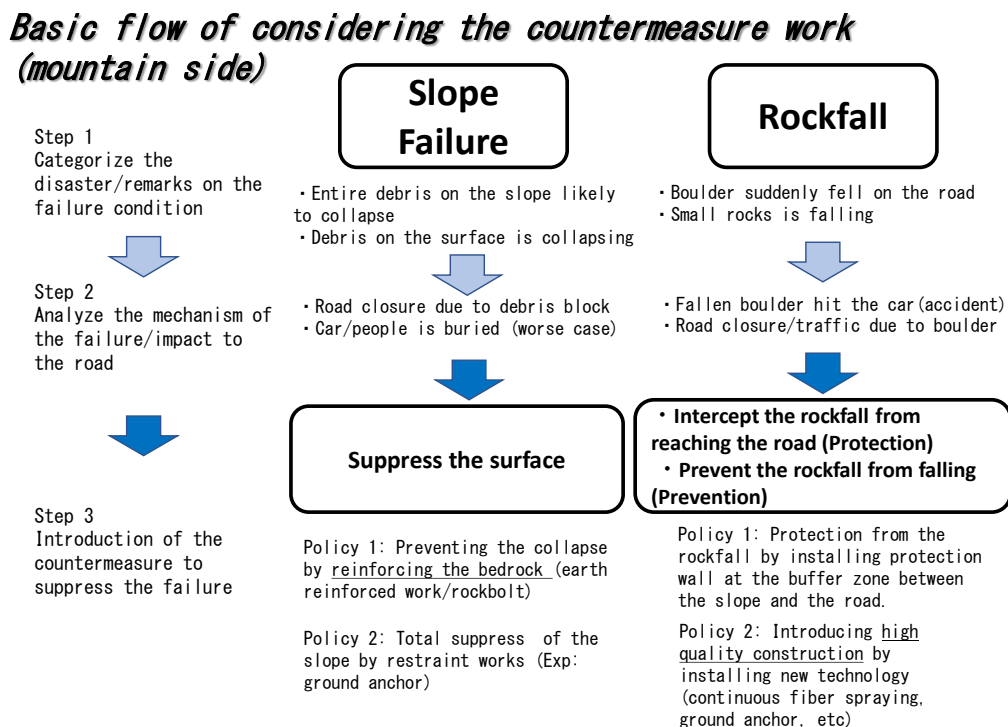 Basic flow of considering the countermeasure work
(mountain side)
Step 1
Categorize the
disaster/remarks on the
failure condition
Step 2
Analyze the mechanism of
the failure/impact to
the road
Step 3
Introduction of the
countermeasure to
suppress the failure
Slope
Failure
・Entire debris on the slope likely
to collapse
・Debris on the surface is collapsing
・Road closure due to debris block
・Car/people is buried (worse case)
Suppress the surface
Policy 1: Preventing the collapse
by reinforcing the bedrock (earth
reinforced work/rockbolt)
Policy 2: Total suppress  of the
slope by restraint works (Exp:
ground anchor)
Rockfall
・Boulder suddenly fell on the road
・Small rocks is falling
・Fallen boulder hit the car(accident)
・Road closure/traffic due to boulder
・Intercept the rockfall from
reaching the road (Protection)
・Prevent the rockfall from falling
(Prevention)
Policy 1: Protection from the
rockfall by installing protection
wall at the buffer zone between
the slope and the road.
Policy 2: Introducing high
quality construction by
installing new technology
(continuous fiber spraying,
ground anchor, etc)